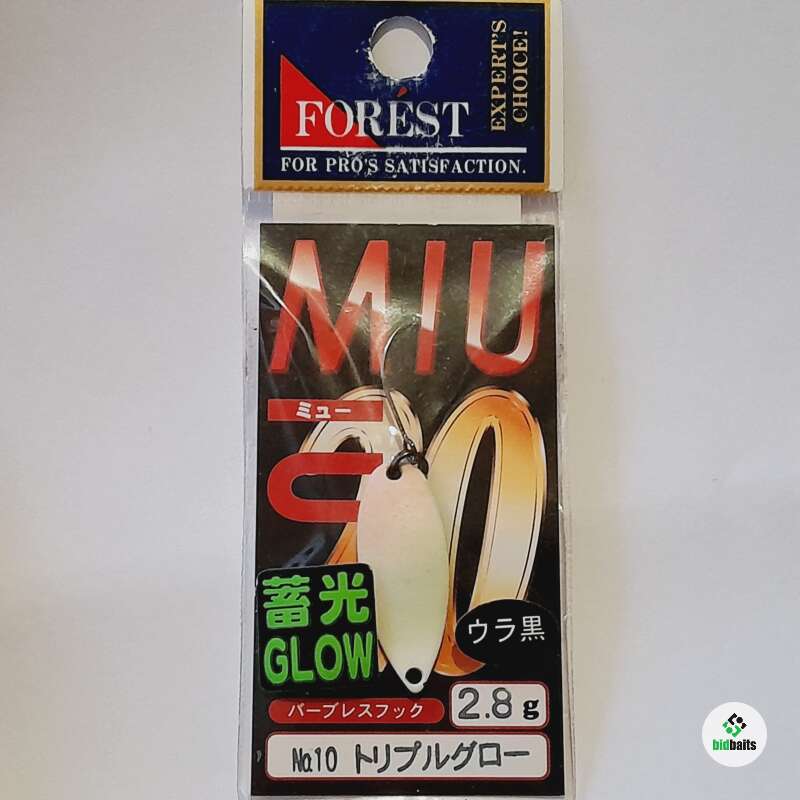 EXPERT'S
CHOICE!
FORÉST
FOR PRO'S SATISFACTION.
MIU
ミュー
蓄光
GLOW
ウラ黒
バーブレスフック
2.8g
No.10 トリプルグロー
bidbaits